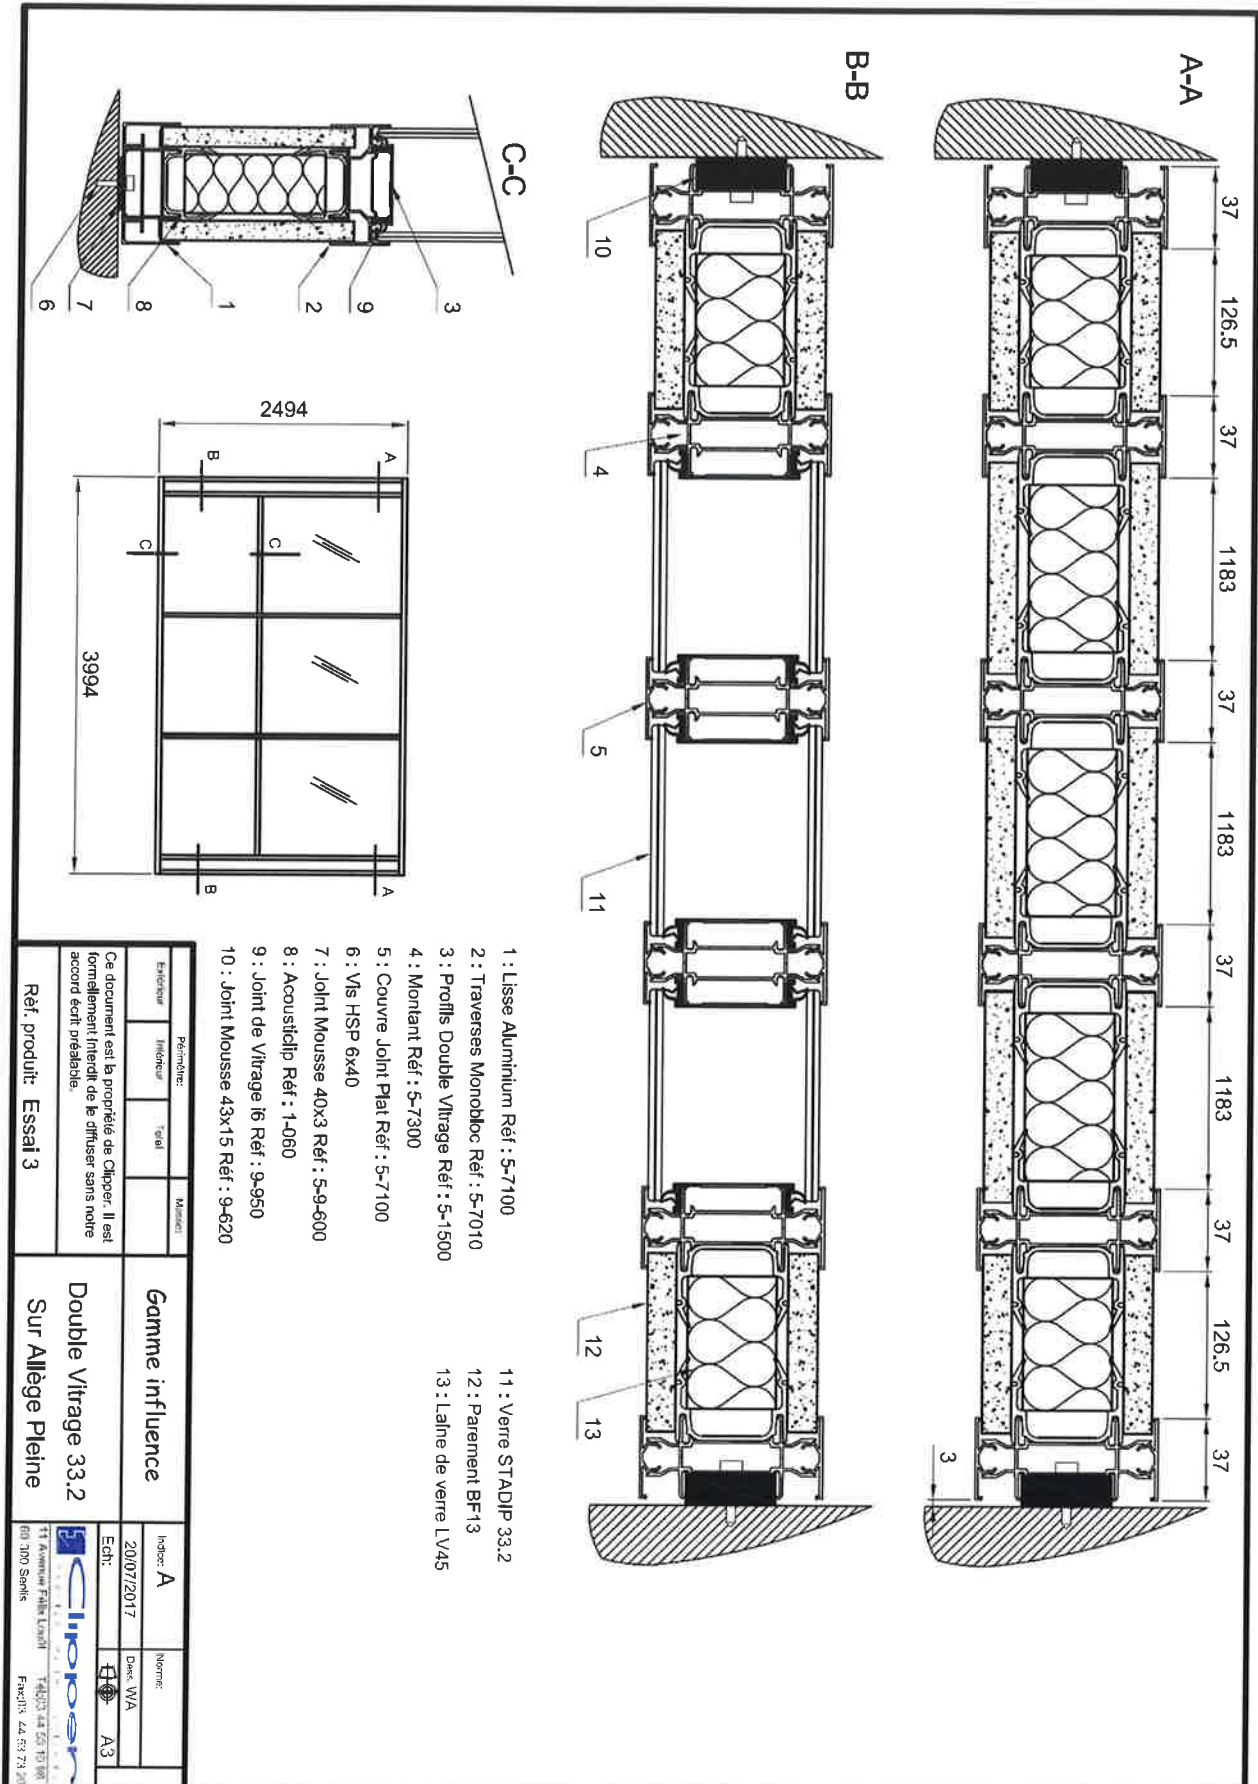 A-A
37
126.5
37
1183
37
1183
37
1183
37
126.5
37
3
B-B
10
4
5
11
12
13
C-C
3
9
2
1
8
7
6
2494
3994
A
B
C
C
A
B
1 : Lisse Aluminium Réf : 5-7100
2 : Traverses Monobloc Réf : 5-7010
3 : Profils Double Vitrage Réf : 5-1500
4 : Montant Réf : 5-7300
5 : Couvre Joint Plat Réf : 5-7100
6 : Vis HSP 6x40
7 : Joint Mousse 40x3 Réf : 5-9-600
8 : Acousticlip Réf : 1-060
9 : Joint de Vitrage I6 Réf : 9-950
10 : Joint Mousse 43x15 Réf : 9-620
11 : Verre STADIP 33.2
12 : Parement BF13
13 : Laine de verre LV45
Périmètre:
Masse:
Extérieur
Intérieur
Total
Ce document est la propriété de Clipper. Il est
formellement interdit de le diffuser sans notre
accord écrit préalable.
Réf. produit: Essai 3
Gamme influence
Double Vitrage 33.2
Sur Allège Pleine
Indice: A
Norme:
20/07/2017
Dess. WA
Ech:
A3
Clipper
11 Avenue Félix Louât
60 300 Senlis